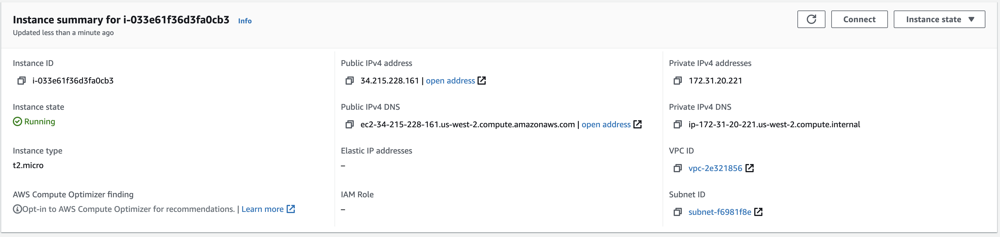 Instance summary for i-033e61f36d3fa0cb3 Info
Updated less than a minute ago
Connect
Instance state
Instance ID
i-033e61f36d3fa0cb3
Instance state
Running
Instance type
t2.micro
AWS Compute Optimizer finding
Opt-in to AWS Compute Optimizer for recommendations. | Learn more
Public IPv4 address
34.215.228.161 | open address
Public IPv4 DNS
ec2-34-215-228-161.us-west-2.compute.amazonaws.com | open address
Elastic IP addresses
–
IAM Role
–
Private IPv4 addresses
172.31.20.221
Private IPv4 DNS
ip-172-31-20-221.us-west-2.compute.internal
VPC ID
vpc-2e321856
Subnet ID
subnet-f6981f8e